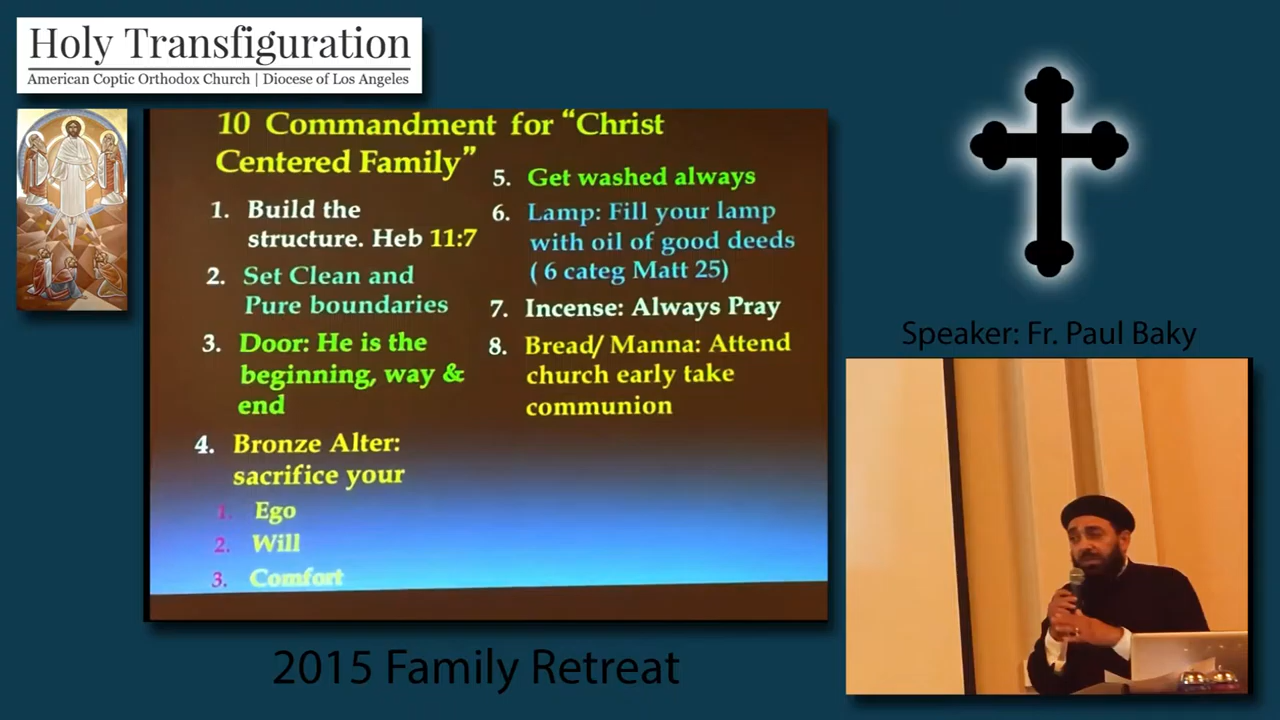 Holy Transfiguration
American Coptic Orthodox Church | Diocese of Los Angeles
10 Commandment for “Christ
Centered Family”
1. Build the
structure. Heb 11:7
2. Set Clean and
Pure boundaries
3. Door: He is the
beginning, way &
end
4. Bronze Alter:
sacrifice your
1. Ego
2. Will
3. Comfort
5. Get washed always
6. Lamp: Fill your lamp
with oil of good deeds
( 6 categ Matt 25)
7. Incense: Always Pray
8. Bread/ Manna: Attend
church early take
communion
Speaker: Fr. Paul Baky
2015 Family Retreat